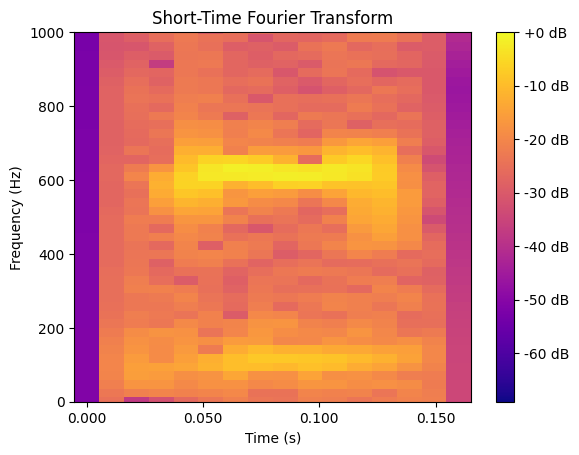 Short-Time Fourier Transform
1000
800
600
400
200
0
Frequency (Hz)
0.000
0.050
0.100
0.150
Time (s)
+0 dB
-10 dB
-20 dB
-30 dB
-40 dB
-50 dB
-60 dB